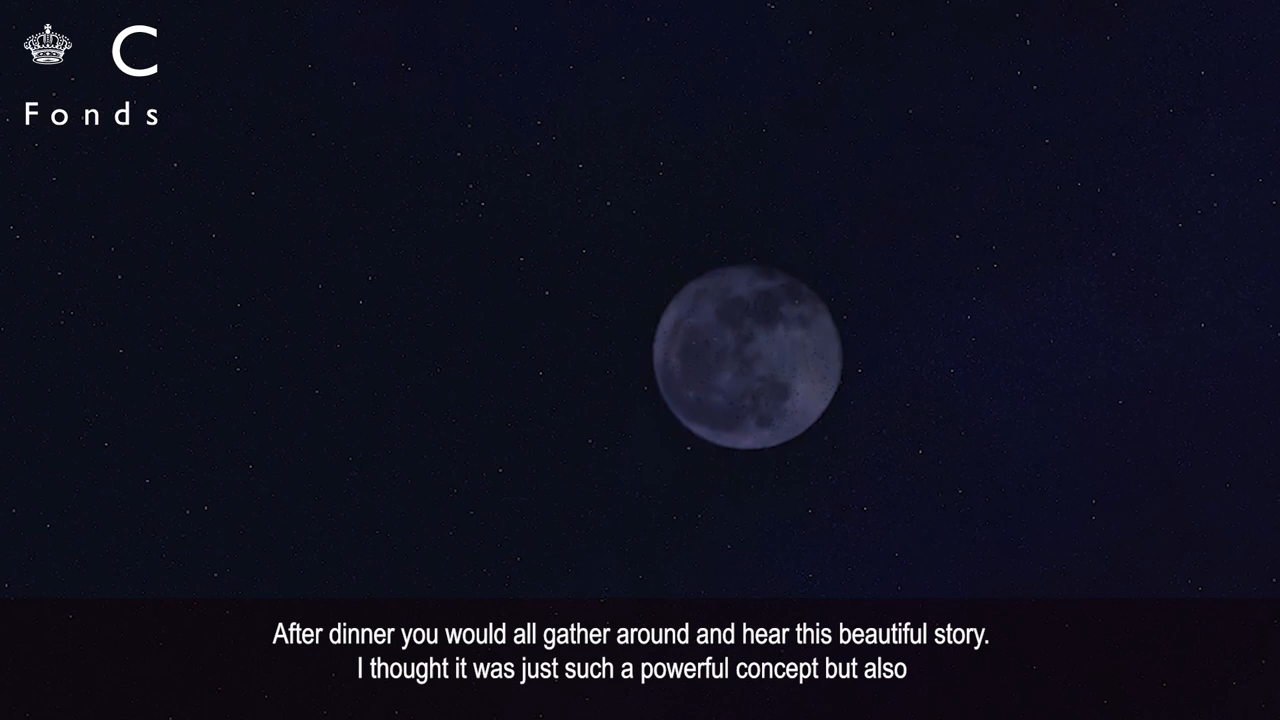 C
Fonds
After dinner you would all gather around and hear this beautiful story.
I thought it was just such a powerful concept but also